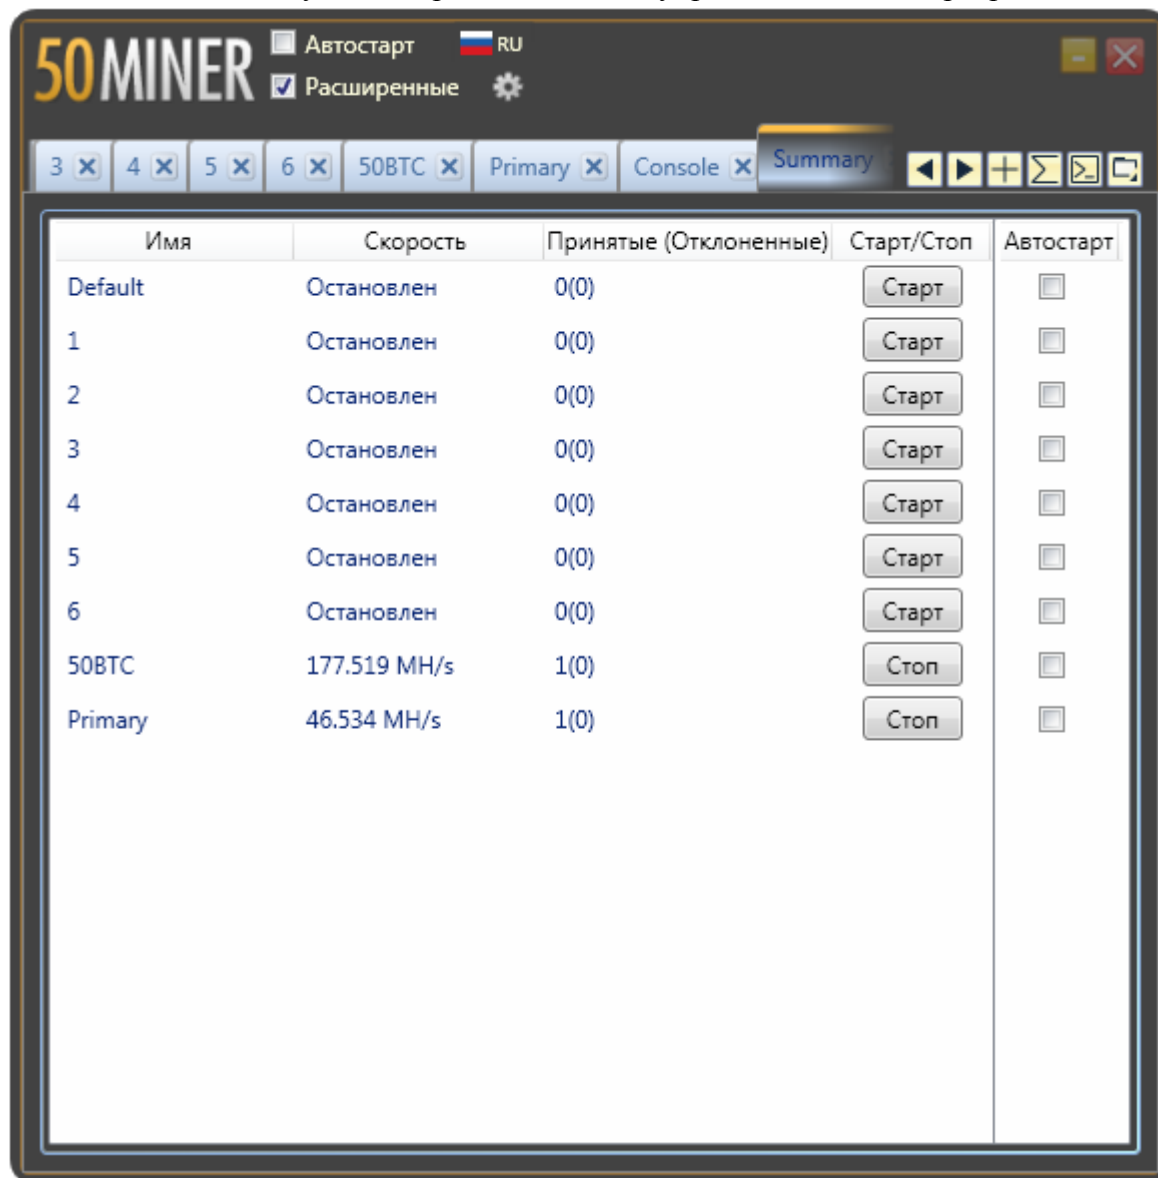 50MINER
Автостарт RU
Расширенные
3 4 5 6 50BTC Primary Console Summary
Имя Скорость Принятые (Отклоненные) Старт/Стоп Автостарт
Default Остановлен 0(0) Старт
1 Остановлен 0(0) Старт
2 Остановлен 0(0) Старт
3 Остановлен 0(0) Старт
4 Остановлен 0(0) Старт
5 Остановлен 0(0) Старт
6 Остановлен 0(0) Старт
50BTC 177.519 MH/s 1(0) Стоп
Primary 46.534 MH/s 1(0) Стоп